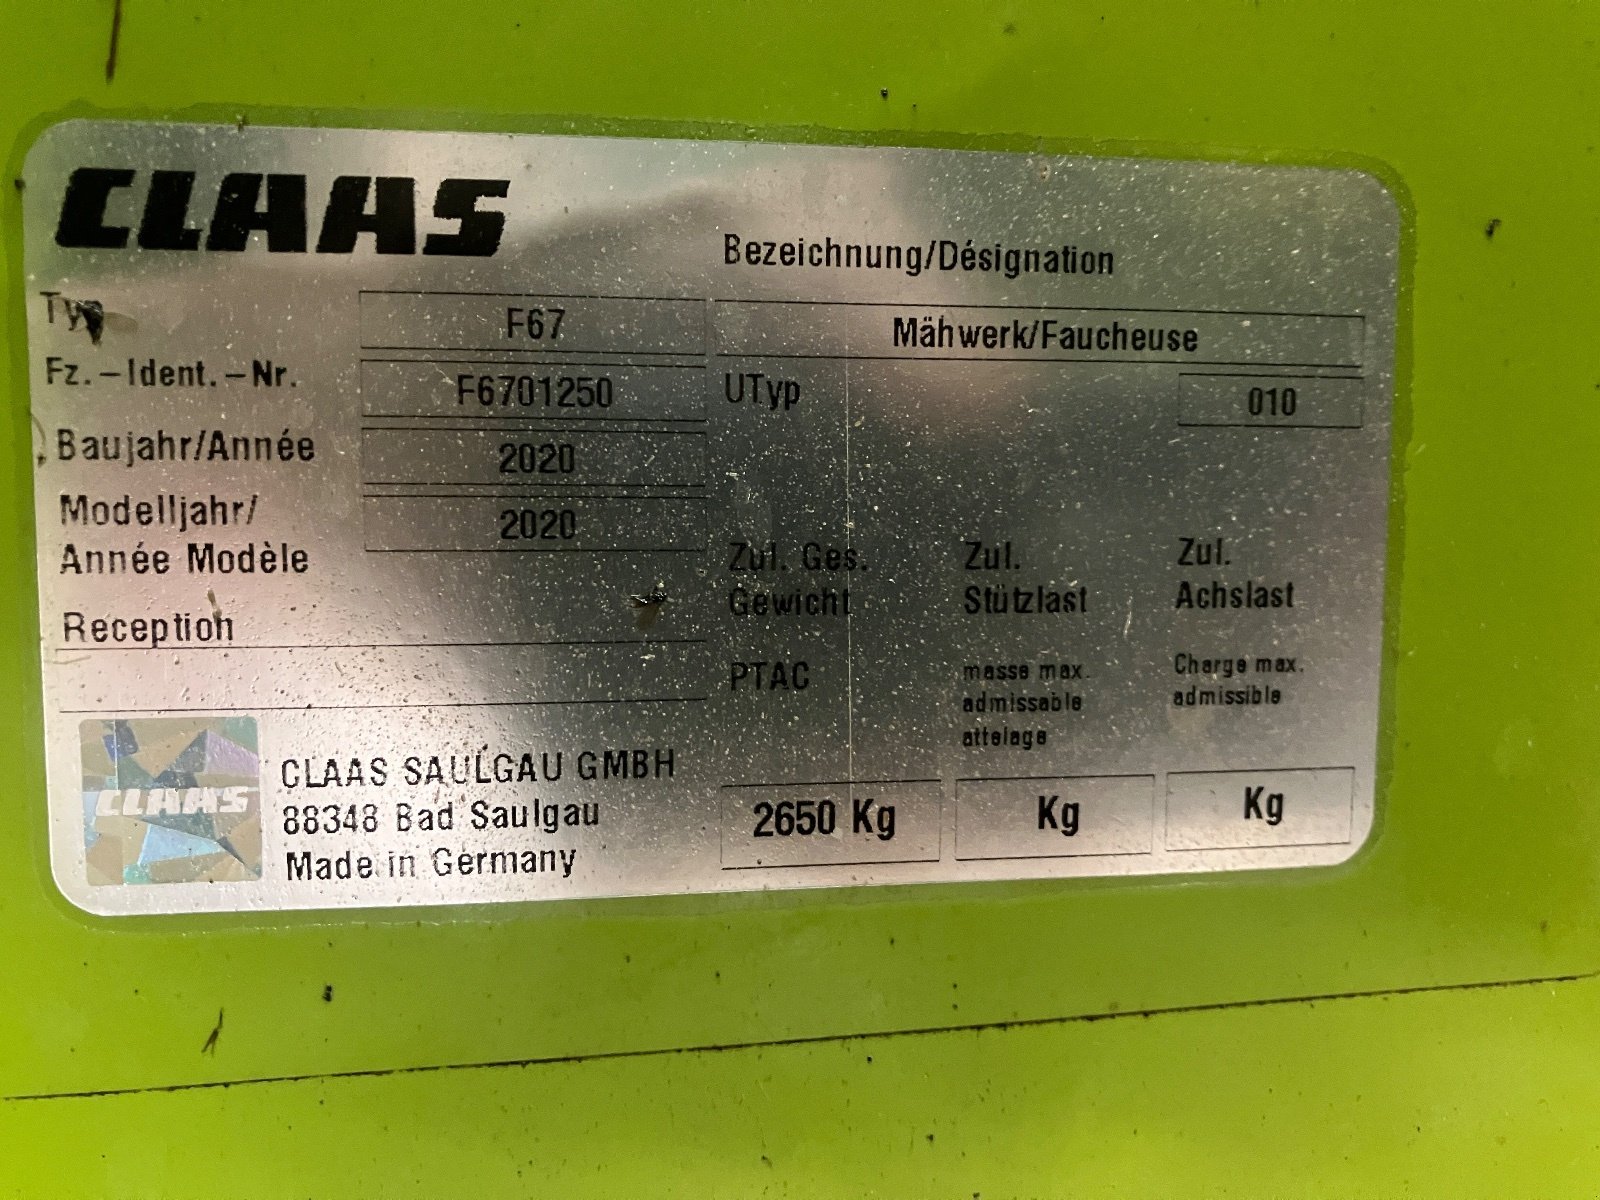 CLAAS
Bezeichnung/Désignation
Typ F67 Mähwerk/Faucheuse
Fz.-Ident.-Nr. F6701250 UTyp 010
Baujahr/Année 2020
Modelljahr/ 2020
Année Modèle
Reception
Zul. Ges. Zul. Zul.
Gewicht Stützlast Achslast
PTAC masse max. Charge max.
admissable admissible
attelage
2650 Kg Kg Kg
CLAAS
CLAAS SAULGAU GMBH
88348 Bad Saulgau
Made in Germany